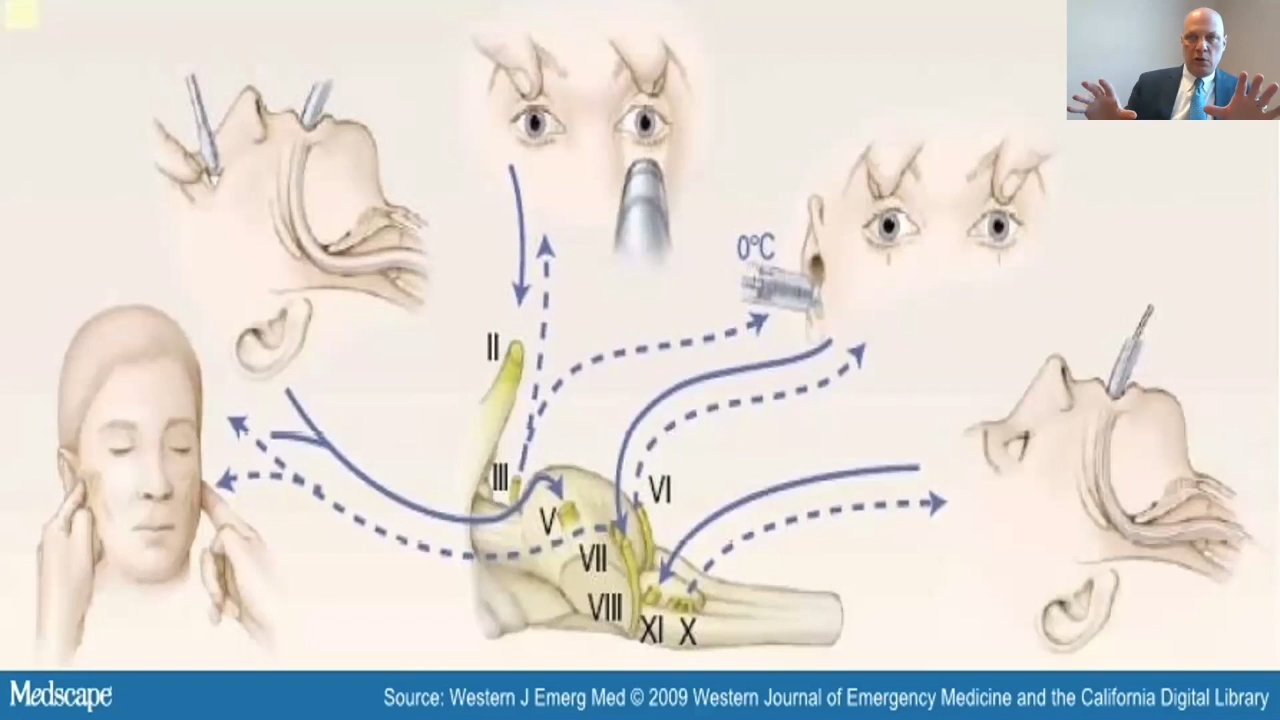 0°C
II
III
V
VI
VII
VIII
XI X
Medscape
Source: Western J Emerg Med © 2009 Western Journal of Emergency Medicine and the California Digital Library